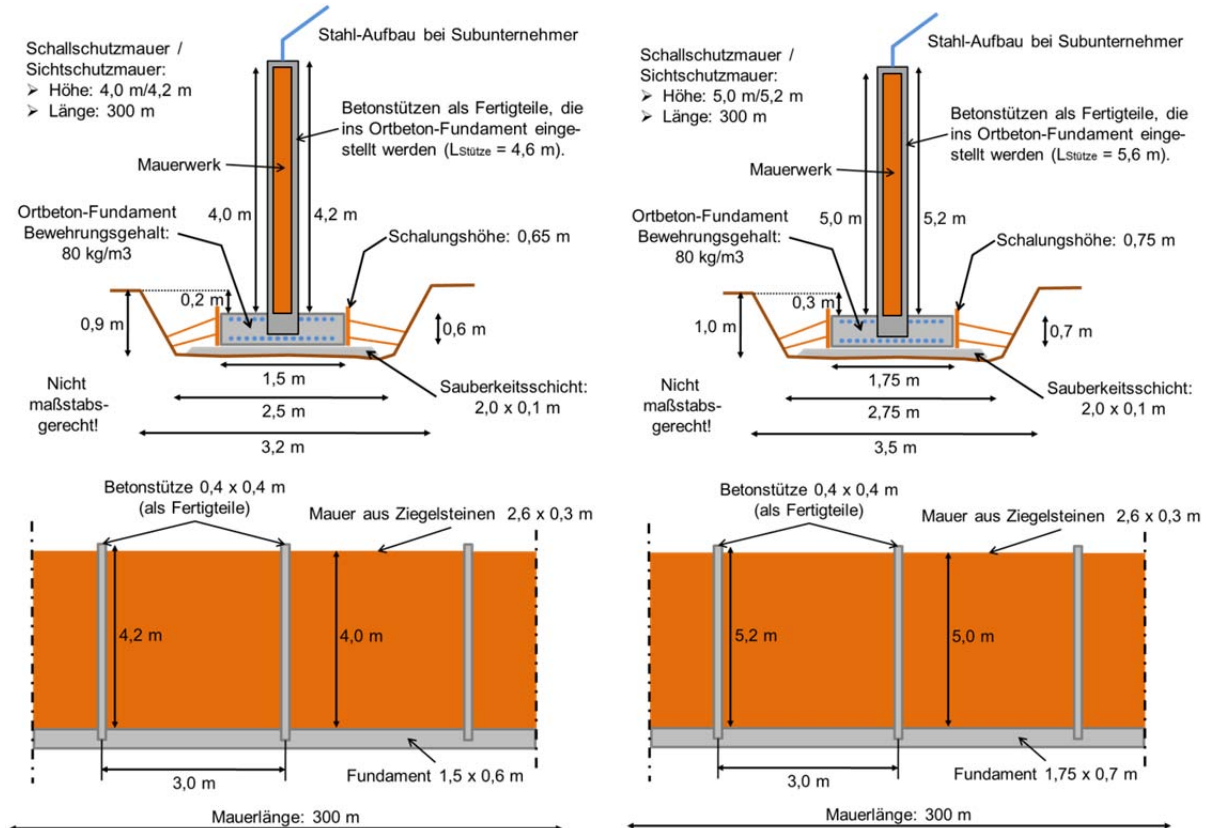 Stahl-Aufbau bei Subunternehmer
Schallschutzmauer /
Sichtschutzmauer:
➢ Höhe: 4,0 m/4,2 m
➢ Länge: 300 m
Betonstützen als Fertigteile, die
ins Ortbeton-Fundament einge-
stellt werden (LStütze = 4,6 m).
Mauerwerk
4,0 m
4,2 m
Ortbeton-Fundament
Bewehrungsgehalt:
80 kg/m3
Schalungshöhe: 0,65 m
0,2 m
0,9 m
0,6 m
1,5 m
Sauberkeitsschicht:
2,0 x 0,1 m
Nicht
maßstabs-
gerecht!
2,5 m
3,2 m
Betonstütze 0,4 x 0,4 m
(als Fertigteile)
Mauer aus Ziegelsteinen 2,6 x 0,3 m
4,2 m
4,0 m
3,0 m
Fundament 1,5 x 0,6 m
Mauerlänge: 300 m
Stahl-Aufbau bei Subunternehmer
Schallschutzmauer /
Sichtschutzmauer:
➢ Höhe: 5,0 m/5,2 m
➢ Länge: 300 m
Betonstützen als Fertigteile, die
ins Ortbeton-Fundament einge-
stellt werden (LStütze = 5,6 m).
Mauerwerk
5,0 m
5,2 m
Ortbeton-Fundament
Bewehrungsgehalt:
80 kg/m3
Schalungshöhe: 0,75 m
0,3 m
1,0 m
0,7 m
1,75 m
Sauberkeitsschicht:
2,0 x 0,1 m
Nicht
maßstabs-
gerecht!
2,75 m
3,5 m
Betonstütze 0,4 x 0,4 m
(als Fertigteile)
Mauer aus Ziegelsteinen 2,6 x 0,3 m
5,2 m
5,0 m
3,0 m
Fundament 1,75 x 0,7 m
Mauerlänge: 300 m